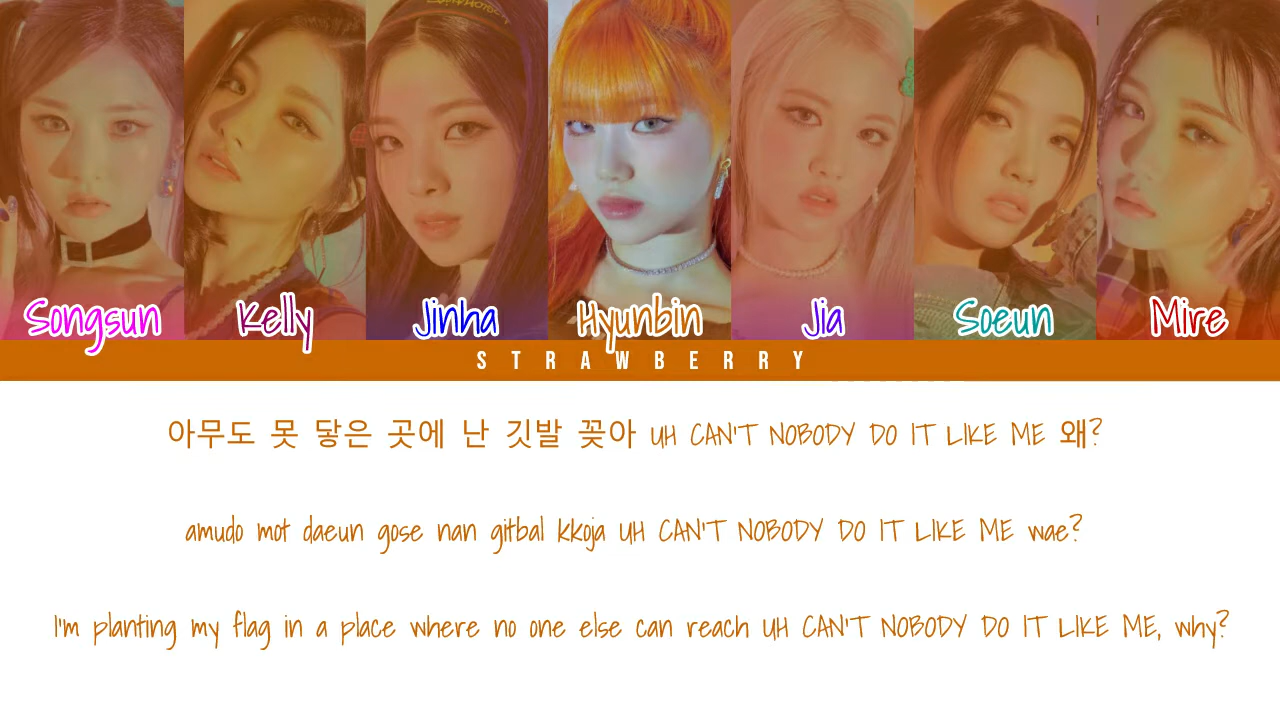 Songsun Kelly Jinha Hyunbin Jia Soeun Mire
STRAWBERRY
아무도 못 닿은 곳에 난 깃발 꽂아 UH CAN'T NOBODY DO IT LIKE ME 왜?
amudo mot daeun gose nan gitbal kkoja UH CAN'T NOBODY DO IT LIKE ME wae?
I'm planting my flag in a place where no one else can reach UH CAN'T NOBODY DO IT LIKE ME, why?